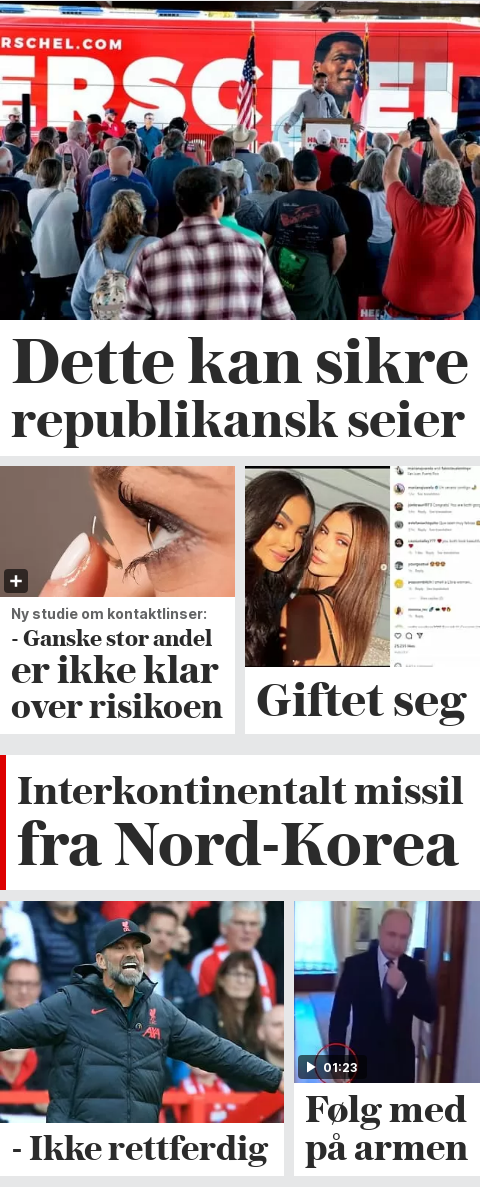 RSCHEL.COM
ERSCHEL
Dette kan sikre
republikansk seier
Ny studie om kontaktlinser:
- Ganske stor andel
er ikke klar
over risikoen
Giftet seg
Interkontinentalt missil
fra Nord-Korea
- Ikke rettferdig
01:23
Følg med
på armen